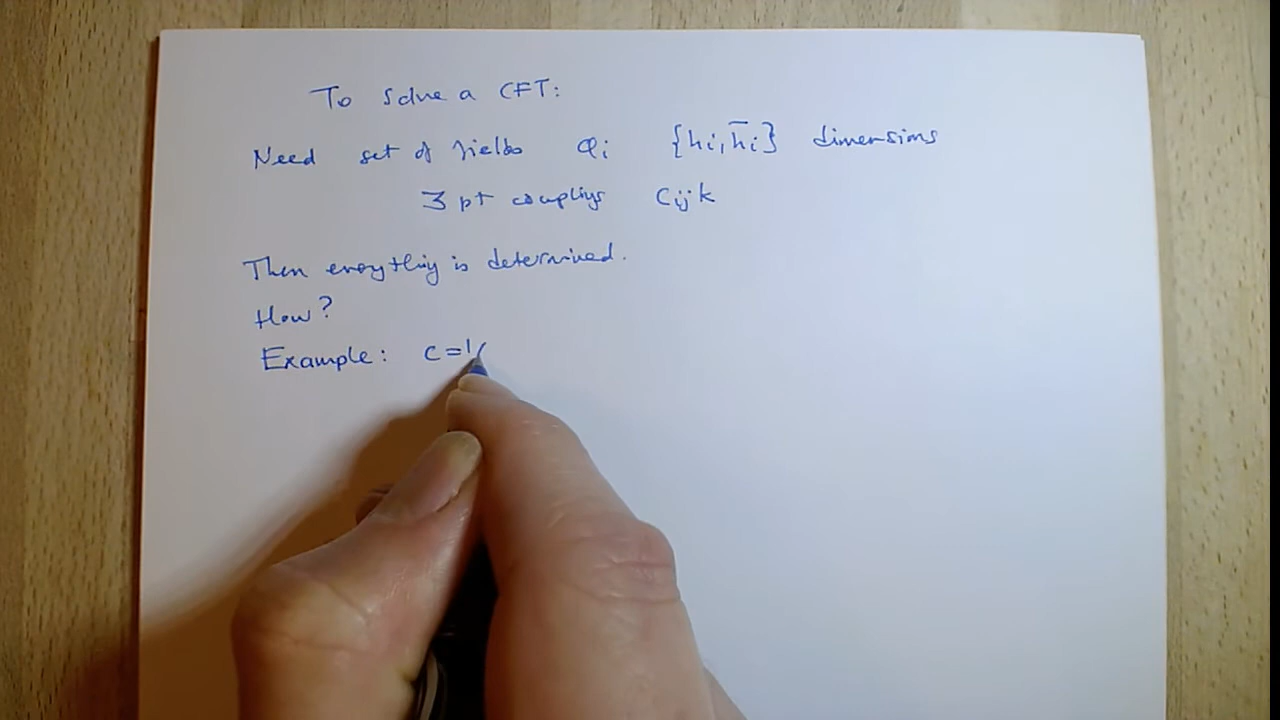 To solve a CFT:
Need set of fields φi {hi, h̄i} dimensions
3 pt couplings Cijk
Then everything is determined.
How?
Example: c=1/